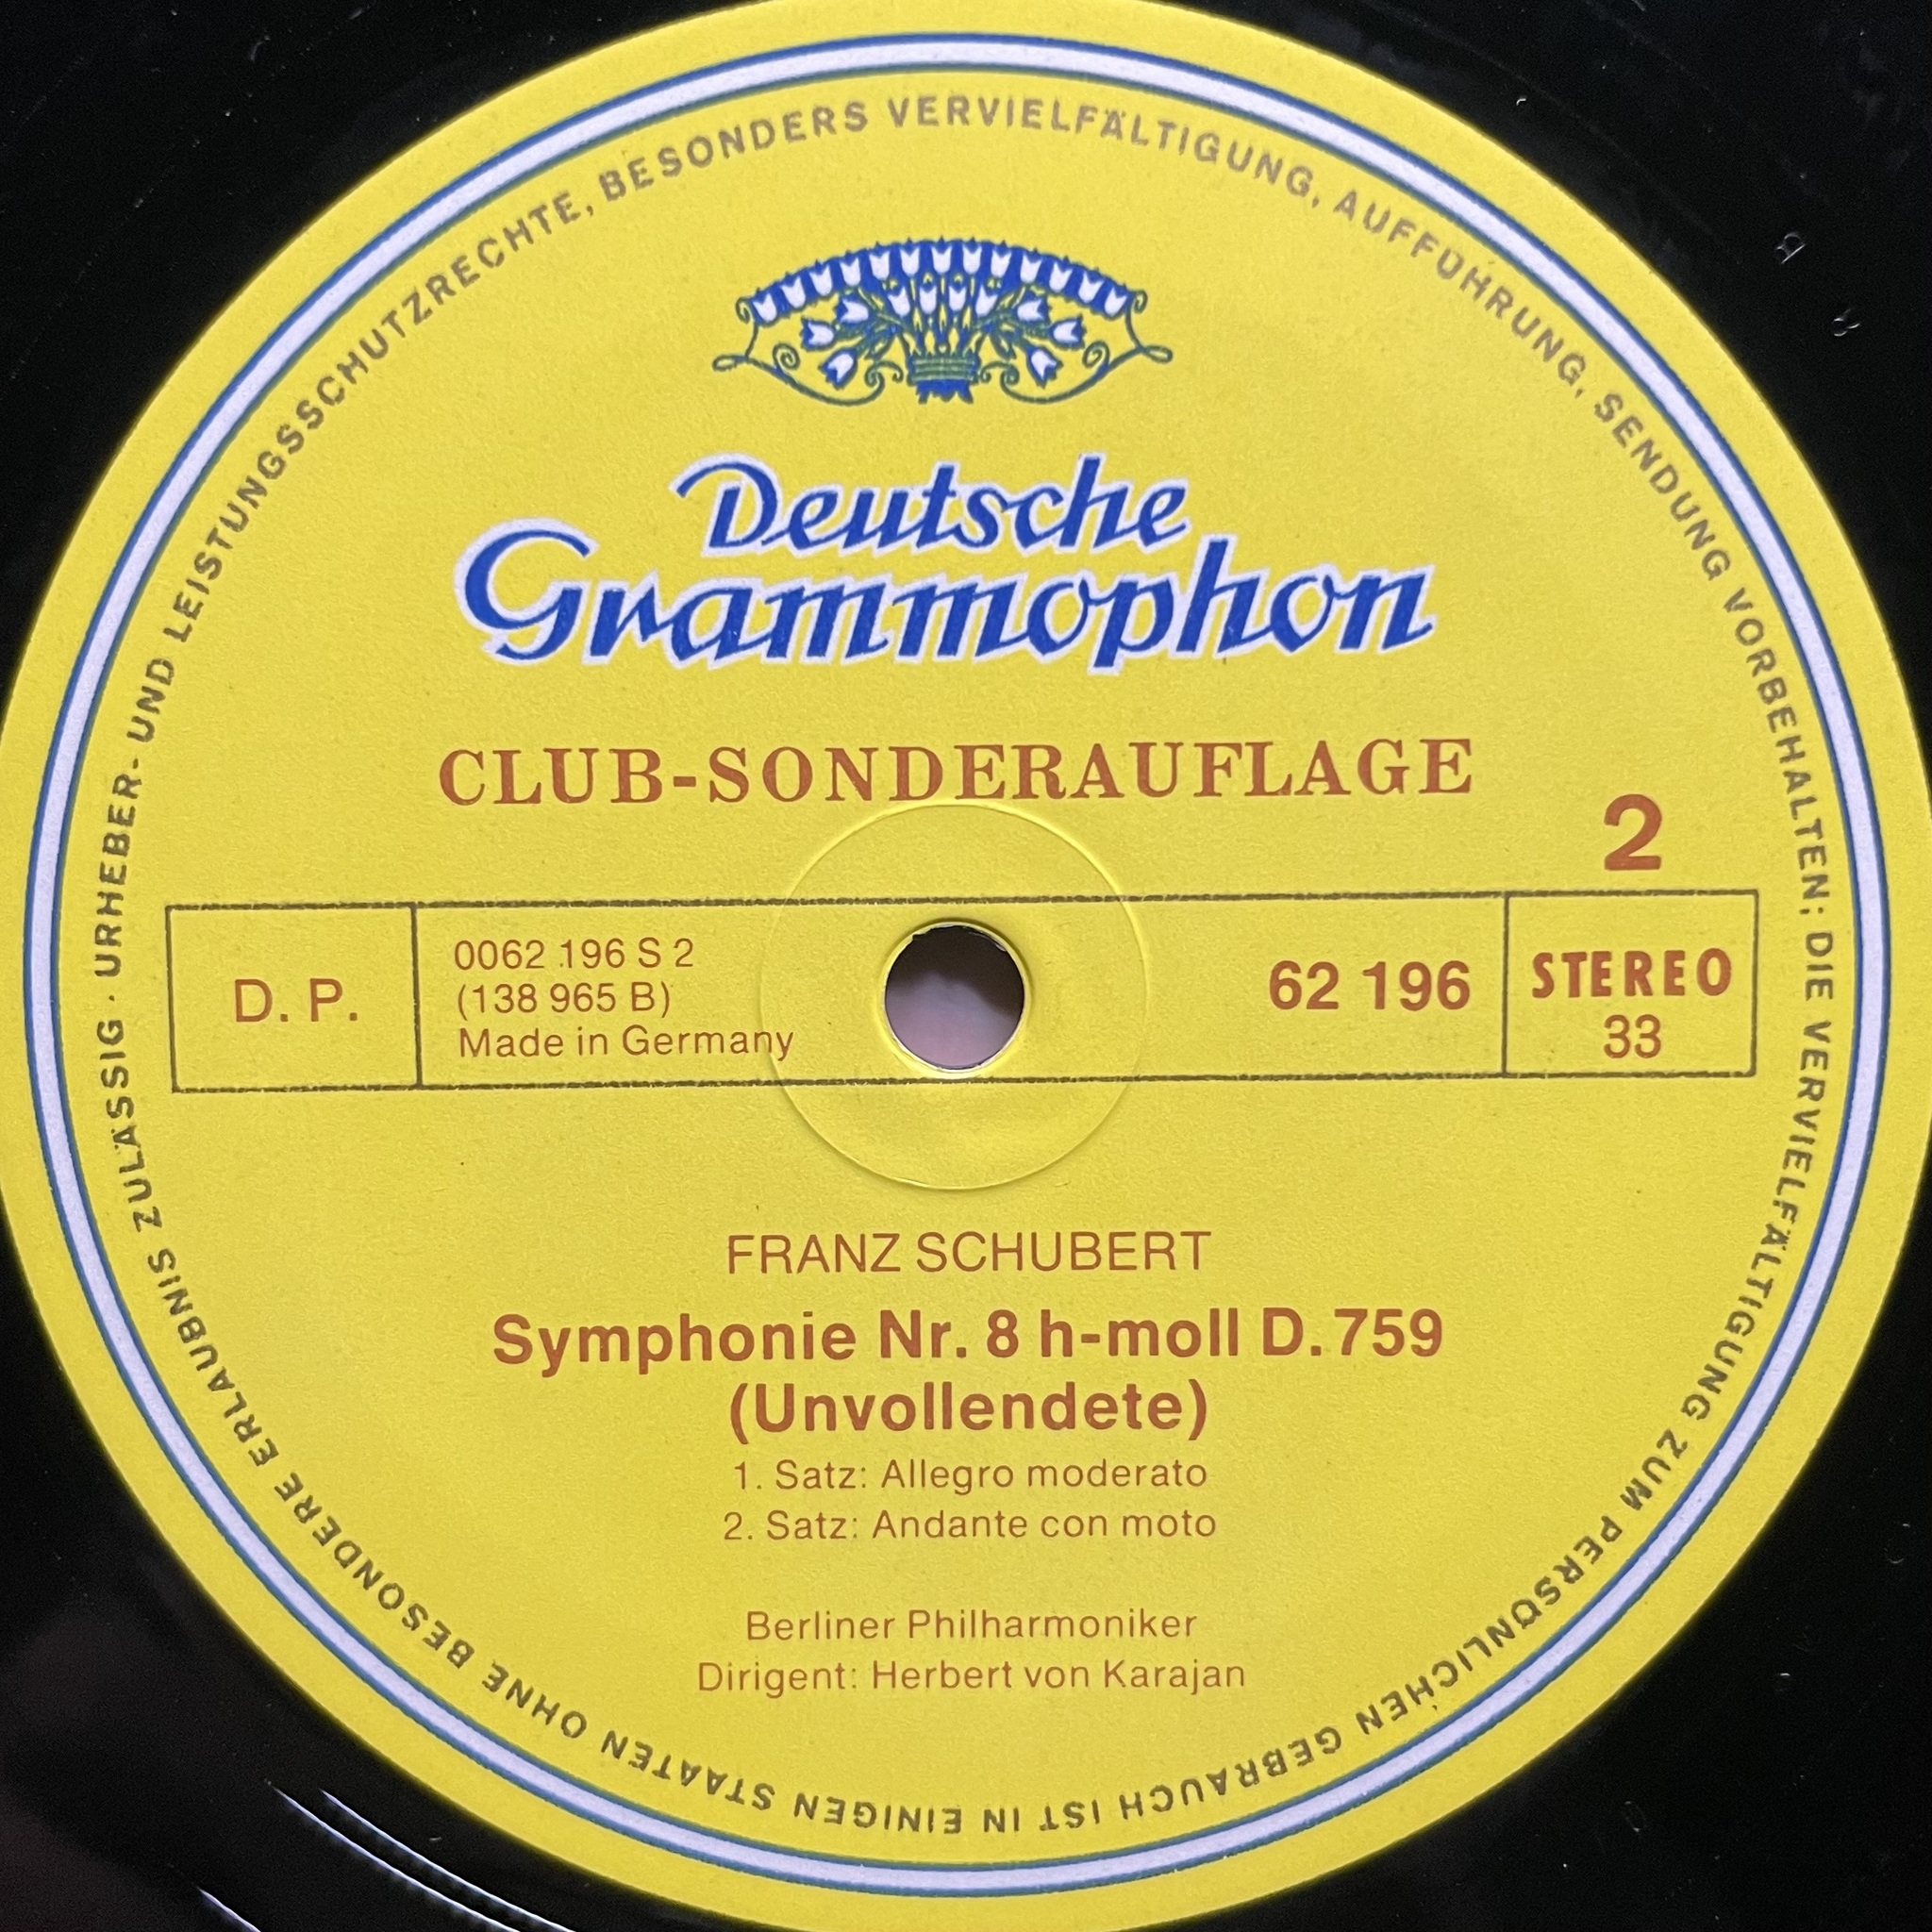 URHEBER- UND LEISTUNGSSCHUTZRECHTE, BESONDERS VERVIELFÄLTIGUNG, AUFFÜHRUNG, SENDUNG VORBEHALTEN; DIE VERVIELFÄLTIGUNG ZUM PERSÖNLICHEN GEBRAUCH IST IN EINIGEN STAATEN OHNE BESONDERE ERLAUBNIS ZULÄSSIG ·
Deutsche
Grammophon
CLUB-SONDERAUFLAGE
2
D. P.
0062 196 S 2
(138 965 B)
Made in Germany
62 196
STEREO
33
FRANZ SCHUBERT
Symphonie Nr. 8 h-moll D. 759
(Unvollendete)
1. Satz: Allegro moderato
2. Satz: Andante con moto
Berliner Philharmoniker
Dirigent: Herbert von Karajan